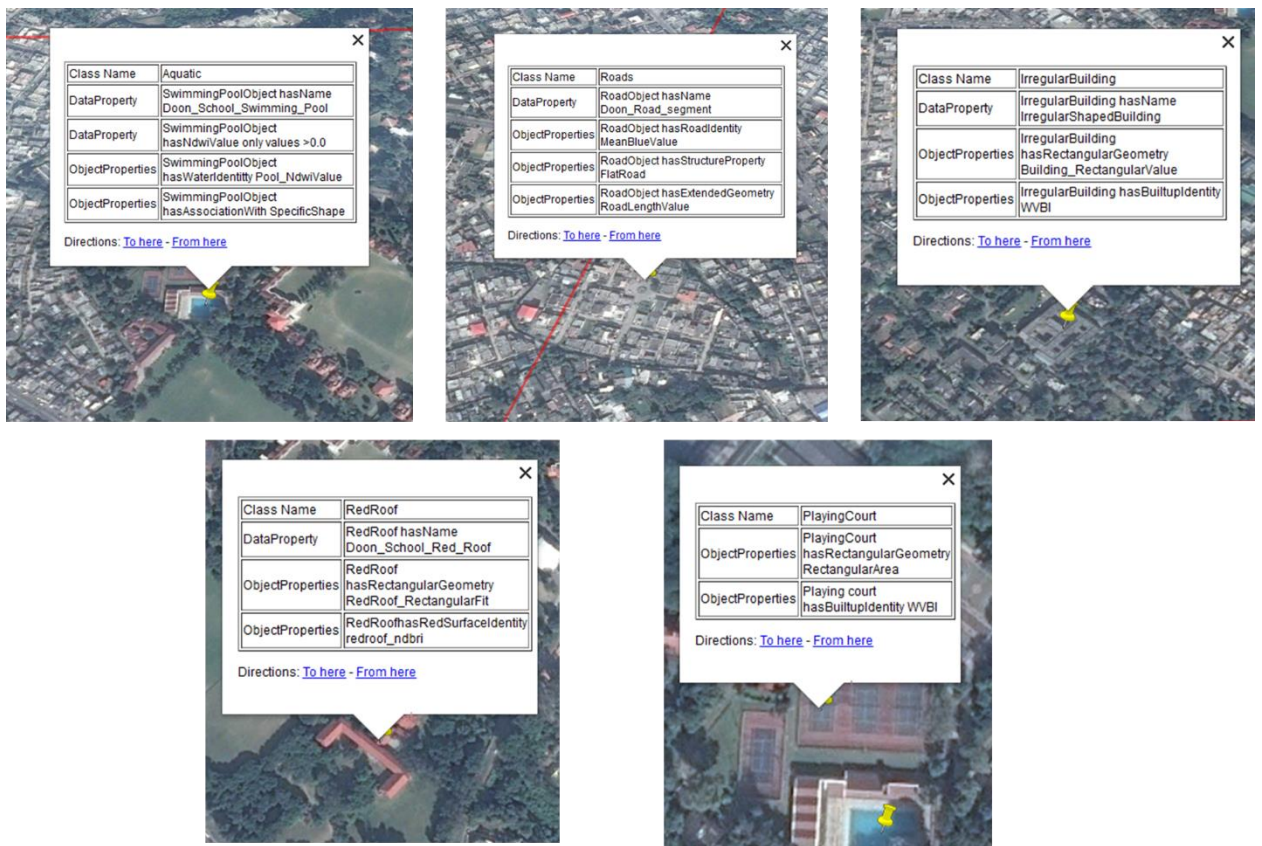 Class Name Aquatic
DataProperty SwimmingPoolObject hasName
Doon_School_Swimming_Pool
DataProperty SwimmingPoolObject
hasNdwiValue only values >0.0
ObjectProperties SwimmingPoolObject
hasWaterIdentitty Pool_NdwiValue
ObjectProperties SwimmingPoolObject
hasAssociationWith SpecificShape
Directions: To here - From here
Class Name Roads
DataProperty RoadObject hasName
Doon_Road_segment
ObjectProperties RoadObject hasRoadIdentity
MeanBlueValue
ObjectProperties RoadObject hasStructureProperty
FlatRoad
ObjectProperties RoadObject hasExtendedGeometry
RoadLengthValue
Directions: To here - From here
Class Name IrregularBuilding
DataProperty IrregularBuilding hasName
IrregularShapedBuilding
ObjectProperties IrregularBuilding
hasRectangularGeometry
Building_RectangularValue
ObjectProperties IrregularBuilding hasBuiltupIdentity
WVBI
Directions: To here - From here
Class Name RedRoof
DataProperty RedRoof hasName
Doon_School_Red_Roof
ObjectProperties RedRoof
hasRectangularGeometry
RedRoof_RectangularFit
ObjectProperties RedRoofhasRedSurfaceIdentity
redroof_ndbri
Directions: To here - From here
Class Name PlayingCourt
ObjectProperties PlayingCourt
hasRectangularGeometry
RectangularArea
ObjectProperties Playing court
hasBuiltupIdentity WVBI
Directions: To here - From here